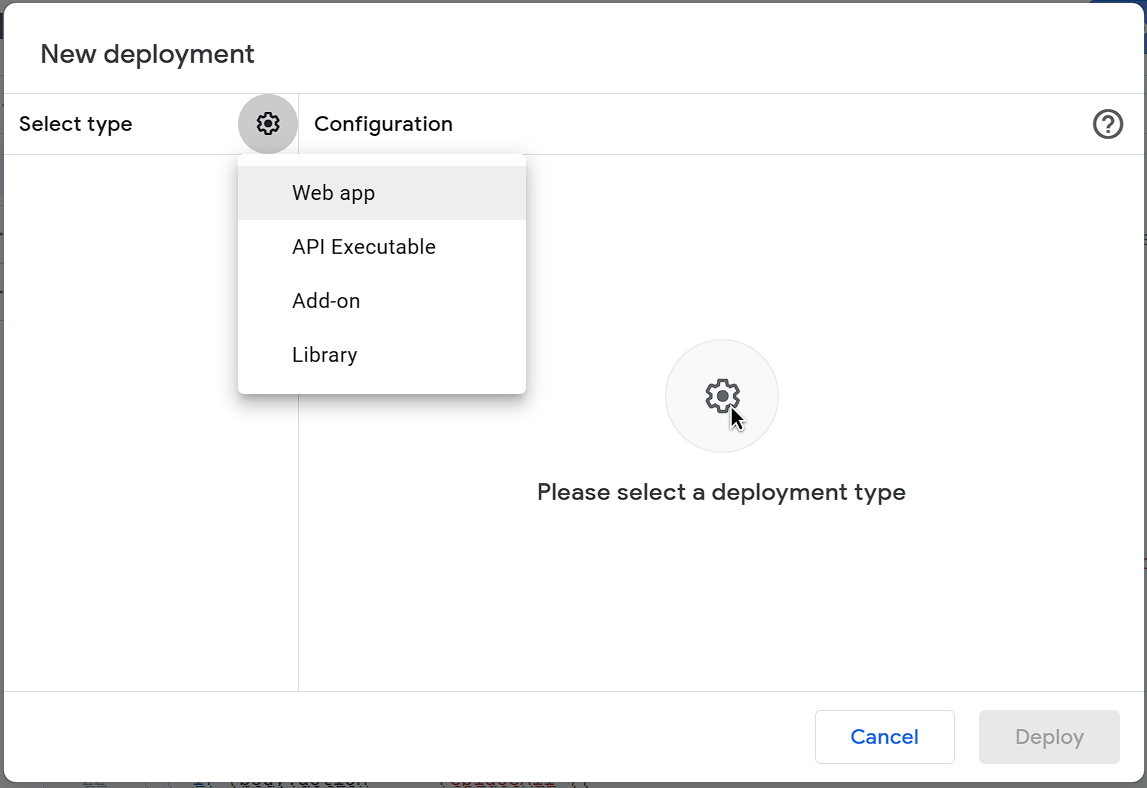 New deployment
Select type
Configuration
Web app
API Executable
Add-on
Library
Please select a deployment type
Cancel
Deploy